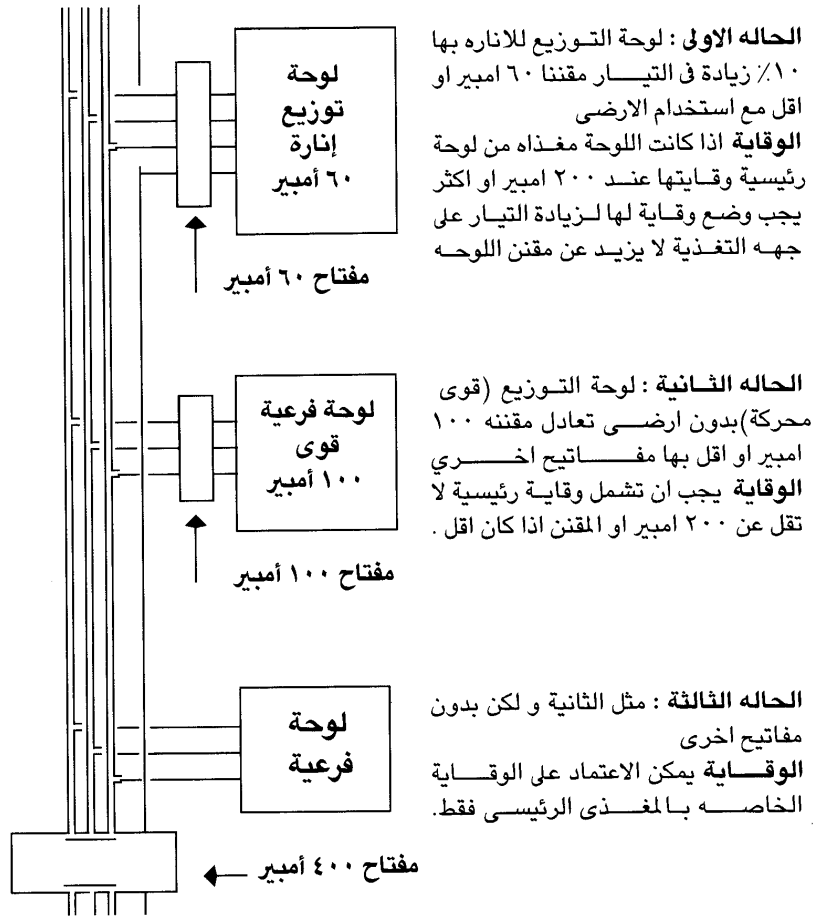 الحاله الاولى : لوحة التوزيع للاناره بها
١٠٪ زيادة فى التيار مقننا ٦٠ امبير او
اقل مع استخدام الارضى
الوقاية اذا كانت اللوحة مغذاه من لوحة
رئيسية وقايتها عند ٢٠٠ امبير او اكثر
يجب وضع وقاية لها لزيادة التيار على
جهه التغذية لا يزيد عن مقنن اللوحه
لوحة
توزيع
إنارة
٦٠ أمبير
مفتاح ٦٠ أمبير
الحاله الثانية : لوحة التوزيع (قوى
محركة)بدون ارضى تعادل مقننه ١٠٠
امبير او اقل بها مفاتيح اخري
الوقاية يجب ان تشمل وقاية رئيسية لا
تقل عن ٢٠٠ امبير او المقنن اذا كان اقل .
لوحة فرعية
قوى
١٠٠ أمبير
مفتاح ١٠٠ أمبير
الحاله الثالثة : مثل الثانية و لكن بدون
مفاتيح اخرى
الوقاية يمكن الاعتماد على الوقاية
الخاصه بالمغذى الرئيسى فقط.
لوحة
فرعية
مفتاح ٤٠٠ أمبير